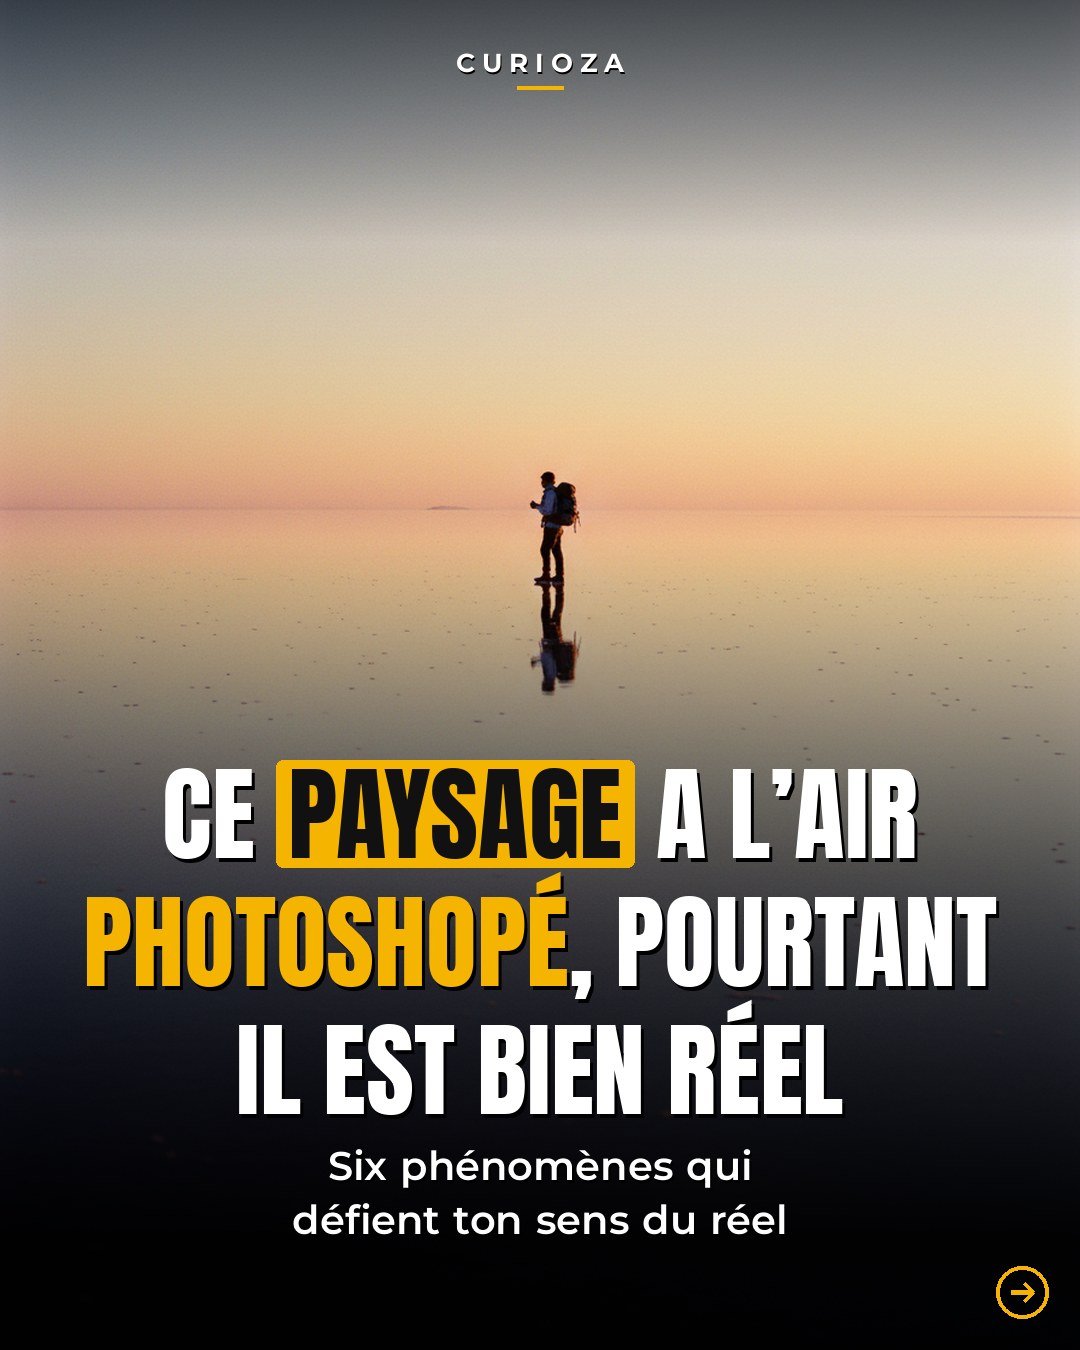 CURIOZA
CE PAYSAGE A L’AIR
PHOTOSHOPÉ, POURTANT
IL EST BIEN RÉEL
Six phénomènes qui
défient ton sens du réel